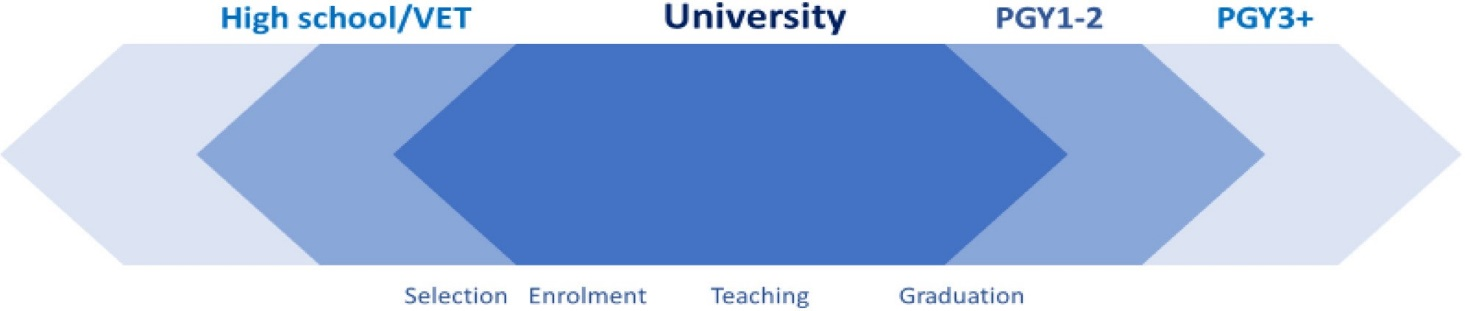 High school/VET University PGY1-2 PGY3+
Selection Enrolment Teaching Graduation